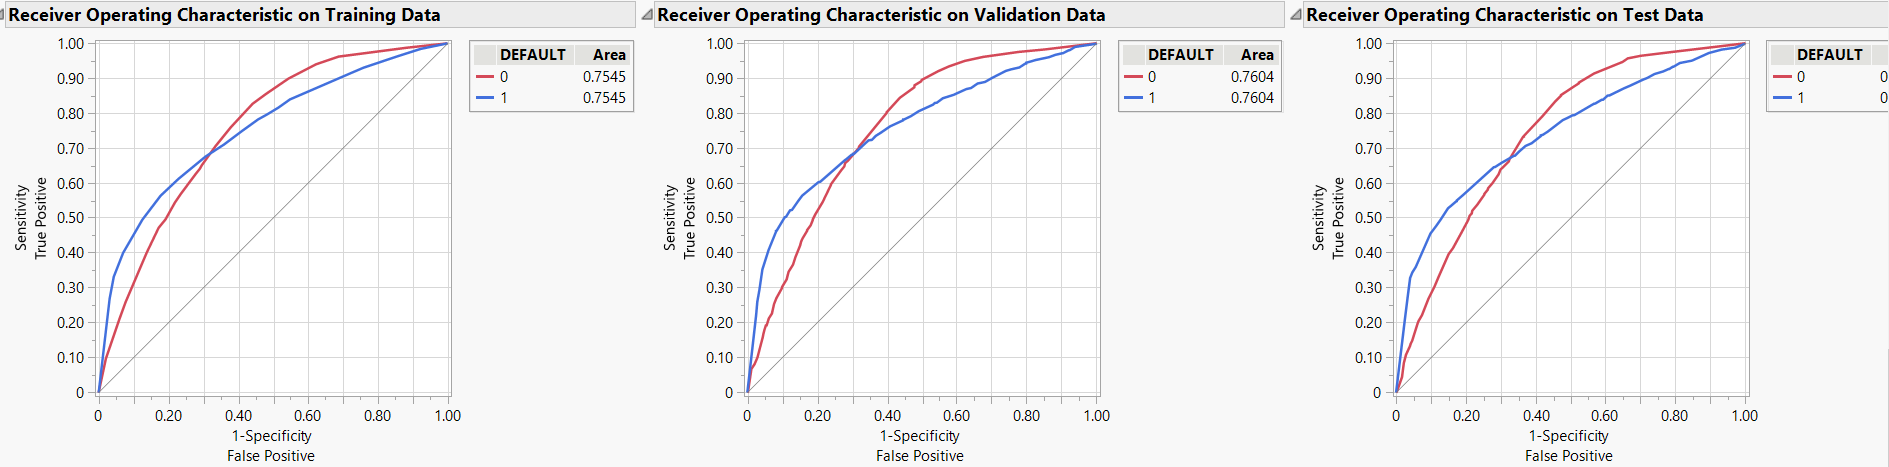 Receiver Operating Characteristic on Training Data
1.00
0.90
0.80
0.70
0.60
0.50
0.40
0.30
0.20
0.10
0
Sensitivity
True Positive
0 0.20 0.40 0.60 0.80 1.00
1-Specificity
False Positive
DEFAULT Area
0 0.7545
1 0.7545
Receiver Operating Characteristic on Validation Data
1.00
0.90
0.80
0.70
0.60
0.50
0.40
0.30
0.20
0.10
0
Sensitivity
True Positive
0 0.20 0.40 0.60 0.80 1.00
1-Specificity
False Positive
DEFAULT Area
0 0.7604
1 0.7604
Receiver Operating Characteristic on Test Data
1.00
0.90
0.80
0.70
0.60
0.50
0.40
0.30
0.20
0.10
0
Sensitivity
True Positive
0 0.20 0.40 0.60 0.80 1.00
1-Specificity
False Positive
DEFAULT
0 0
1 0